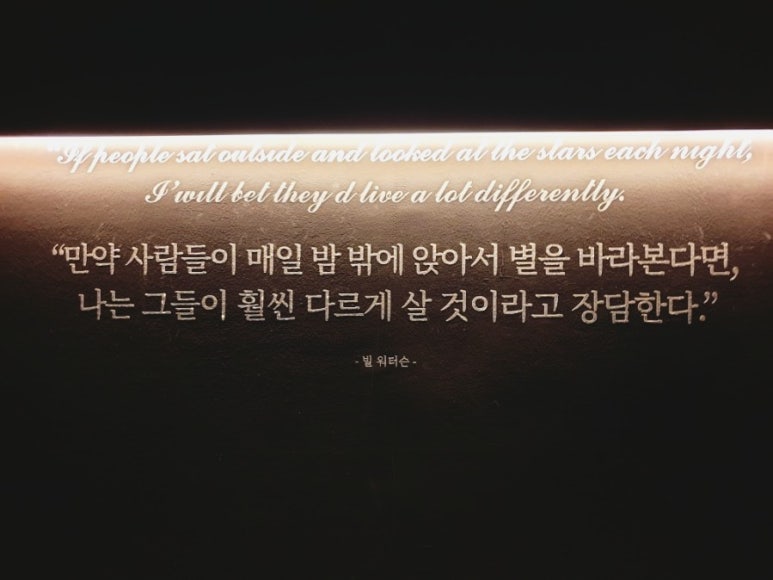 "If people sat outside and looked at the stars each night,
I'will bet they'd live a lot differently.
“만약 사람들이 매일 밤 밖에 앉아서 별을 바라본다면,
나는 그들이 훨씬 다르게 살 것이라고 장담한다.”
- 빌 워터슨 -